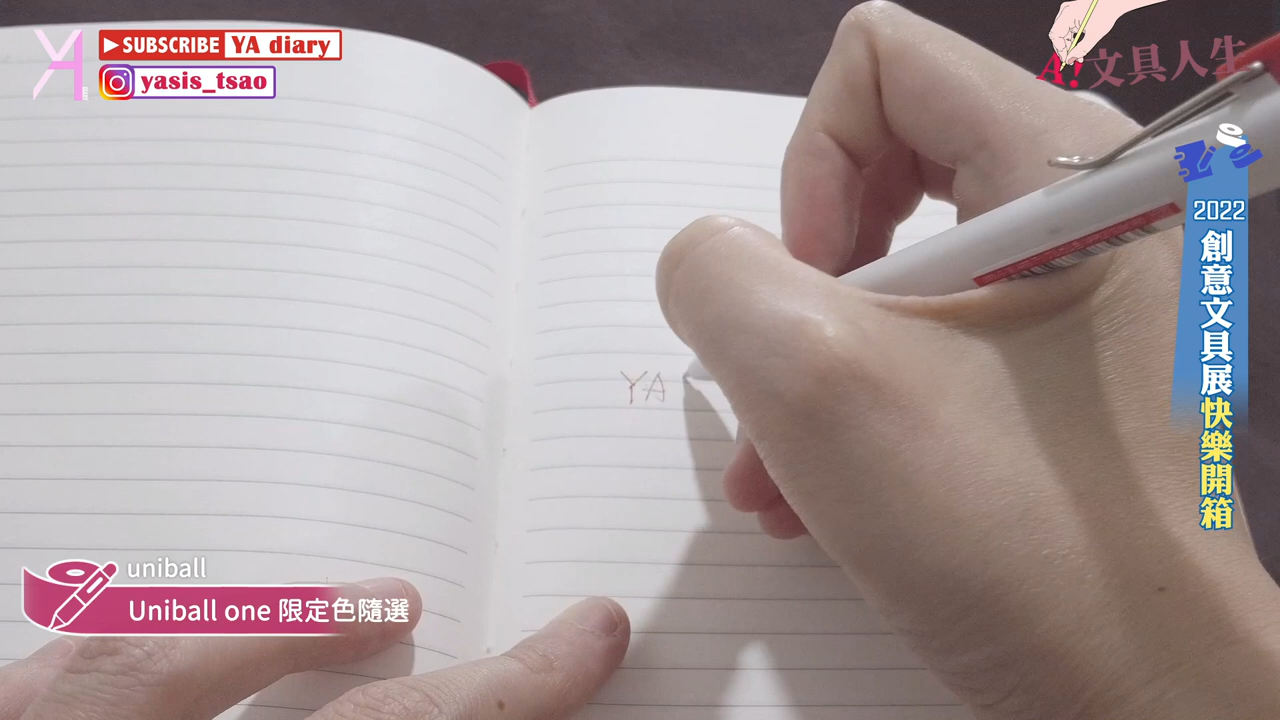 SUBSCRIBE YA diary
yasis_tsao
A!文具人生
2022
創意文具展快樂開箱
YA
uniball
Uniball one 限定色隨選